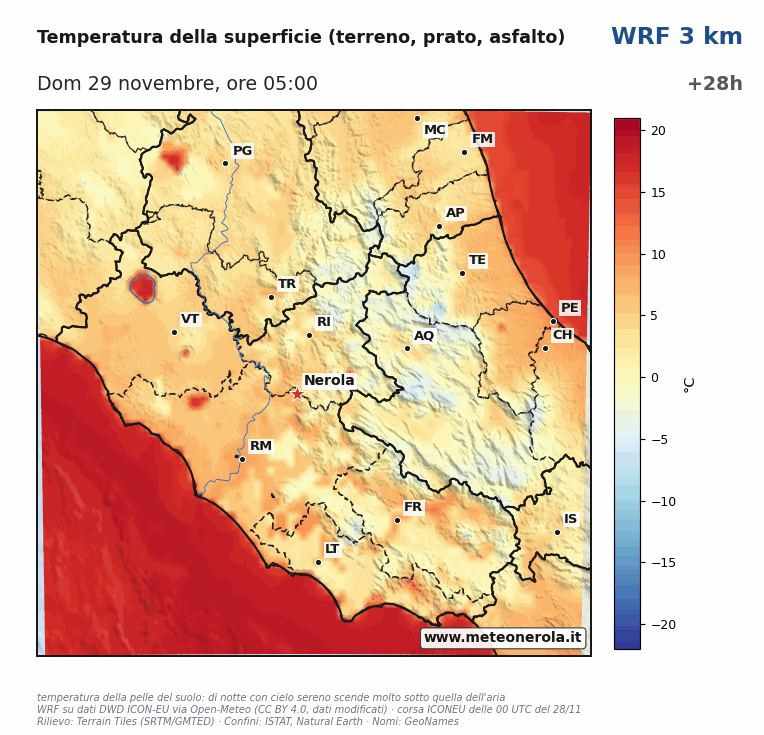 Temperatura della superficie (terreno, prato, asfalto)
WRF 3 km
Dom 29 novembre, ore 05:00
+28h
MC
FM
PG
AP
TE
TR
PE
VT
RI
AQ
CH
Nerola
RM
FR
IS
LT
www.meteonerola.it
20
15
10
5
0
−5
−10
−15
−20
°C
temperatura della pelle del suolo: di notte con cielo sereno scende molto sotto quella dell'aria
WRF su dati DWD ICON-EU via Open-Meteo (CC BY 4.0, dati modificati) · corsa ICONEU delle 00 UTC del 28/11
Rilievo: Terrain Tiles (SRTM/GMTED) · Confini: ISTAT, Natural Earth · Nomi: GeoNames